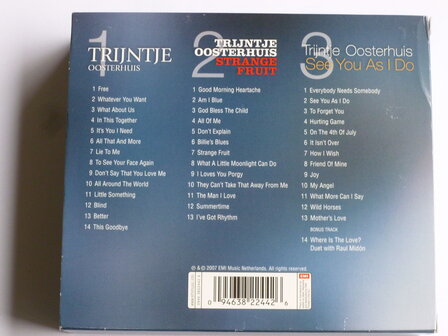 1
TRIJNTJE
OOSTERHUIS
1 Free
2 Whatever You Want
3 What About Us
4 In This Together
5 It's You I Need
6 All That And More
7 Lie To Me
8 To See Your Face Again
9 Don't Say That You Love Me
10 All Around The World
11 Little Something
12 Blind
13 Better
14 This Goodbye
2
TRIJNTJE
OOSTERHUIS
STRANGE
FRUIT
1 Good Morning Heartache
2 Am I Blue
3 God Bless The Child
4 All Of Me
5 Don't Explain
6 Billie's Blues
7 Strange Fruit
8 What A Little Moonlight Can Do
9 I Loves You Porgy
10 They Can't Take That Away From Me
11 The Man I Love
12 Summertime
13 I've Got Rhythm
3
Trijntje Oosterhuis
See You As I Do
1 Everybody Needs Somebody
2 See You As I Do
3 To Forget You
4 Hurting Game
5 On The 4th Of July
6 It Isn't Over
7 How I Wish
8 Friend Of Mine
9 Joy
10 My Angel
11 What More Can I Say
12 Wild Horses
13 Mother's Love
BONUS TRACK
14 Where Is The Love?
Duet with Raul Midón
℗ & © 2007 EMI Music Netherlands. All rights reserved.
EMI
0 94638 22442 6